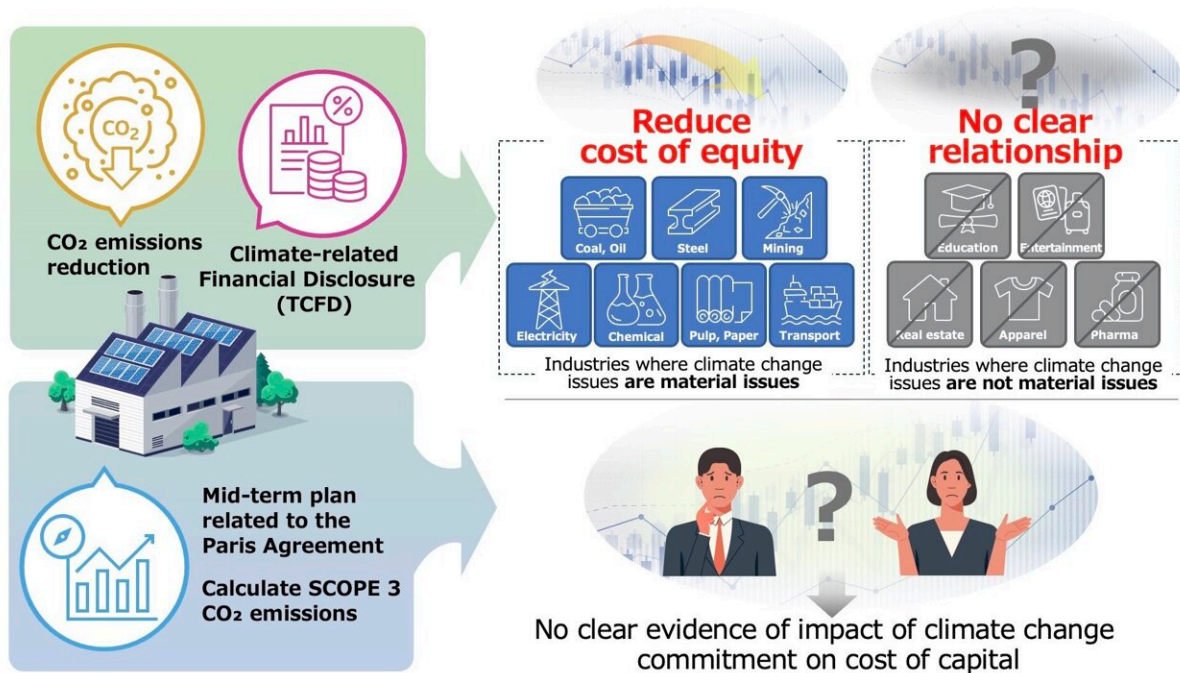 CO₂
%
CO₂ emissions
reduction
Climate-related
Financial Disclosure
(TCFD)
?
?
Reduce
cost of equity
No clear
relationship
Coal, Oil
Steel
Mining
Electricity
Chemical
Pulp, Paper
Transport
Industries where climate change
issues are material issues
Education
Entertainment
Real estate
Apparel
Pharma
Industries where climate change
issues are not material issues
Mid-term plan
related to the
Paris Agreement
Calculate SCOPE 3
CO₂ emissions
No clear evidence of impact of climate change
commitment on cost of capital